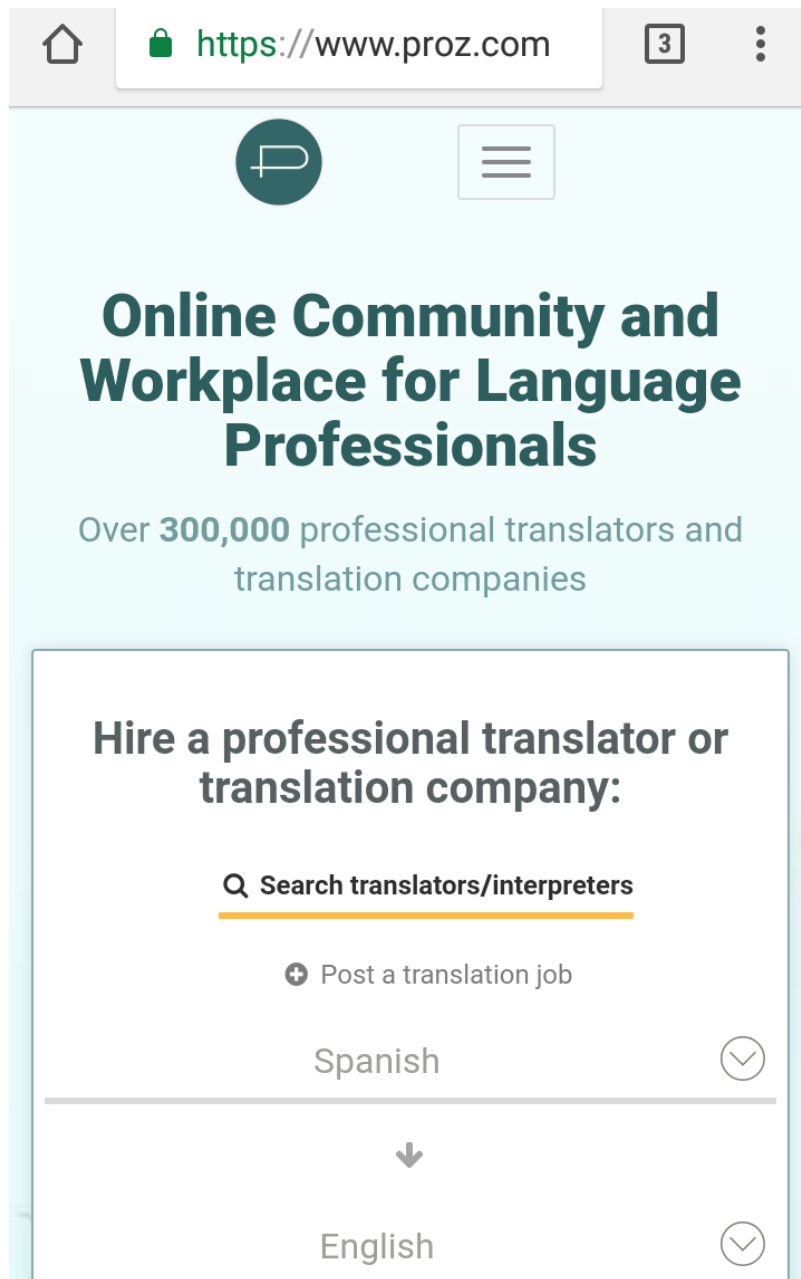 https://www.proz.com
3
Online Community and
Workplace for Language
Professionals
Over 300,000 professional translators and
translation companies
Hire a professional translator or
translation company:
Search translators/interpreters
Post a translation job
Spanish
English